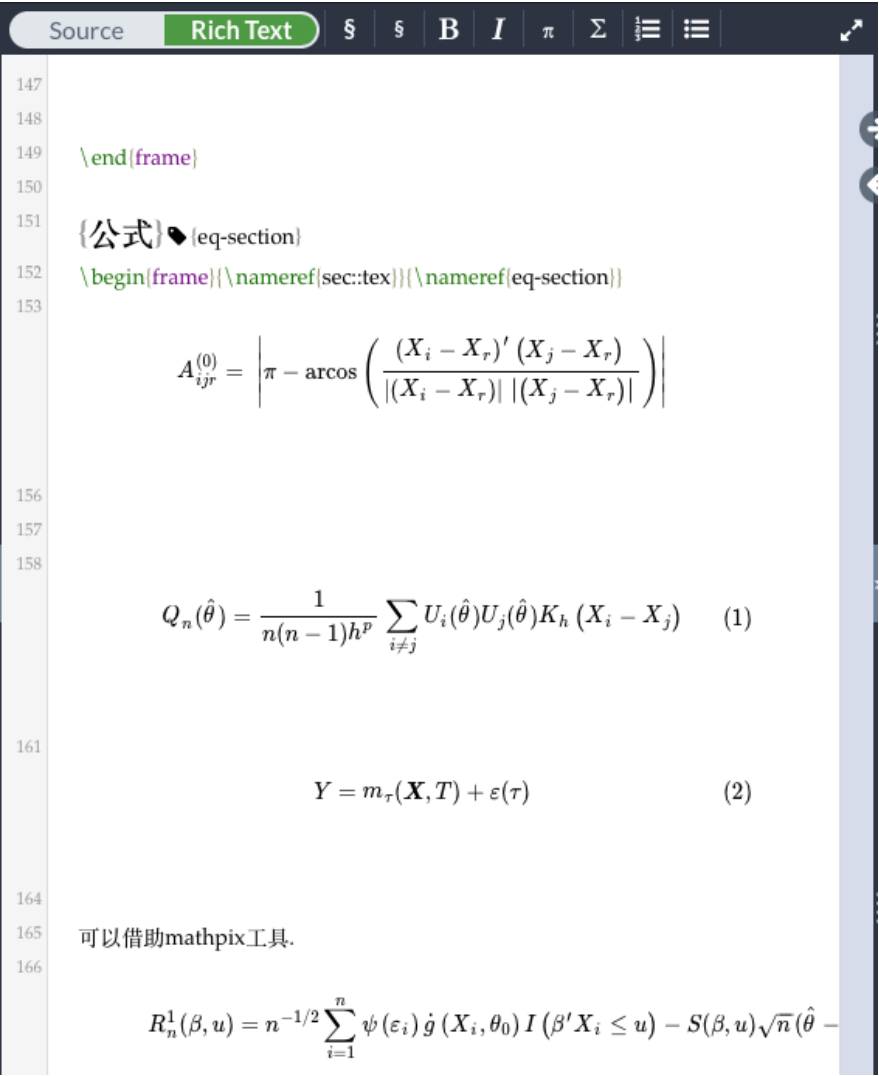 Source Rich Text § § B I π Σ
147
148
149 \end{frame}
150
151 {公式} {eq-section}
152 \begin{frame}{\nameref{sec::tex}}{\nameref{eq-section}}
153
A_{ijr}^{(0)} = | π − arcos ( (X_i − X_r)′ (X_j − X_r) / |(X_i − X_r)| |(X_j − X_r)| ) |
156
157
158
Q_n(θ̂) = 1 / n(n − 1)h^p ∑_{i≠j} U_i(θ̂)U_j(θ̂)K_h (X_i − X_j) (1)
161
Y = m_τ(X, T) + ε(τ) (2)
164
165 可以借助mathpix工具.
166
R_n^1(β, u) = n^{−1/2} ∑_{i=1}^{n} ψ (ε_i) ġ (X_i, θ_0) I (β′X_i ≤ u) − S(β, u)√n(θ̂ −